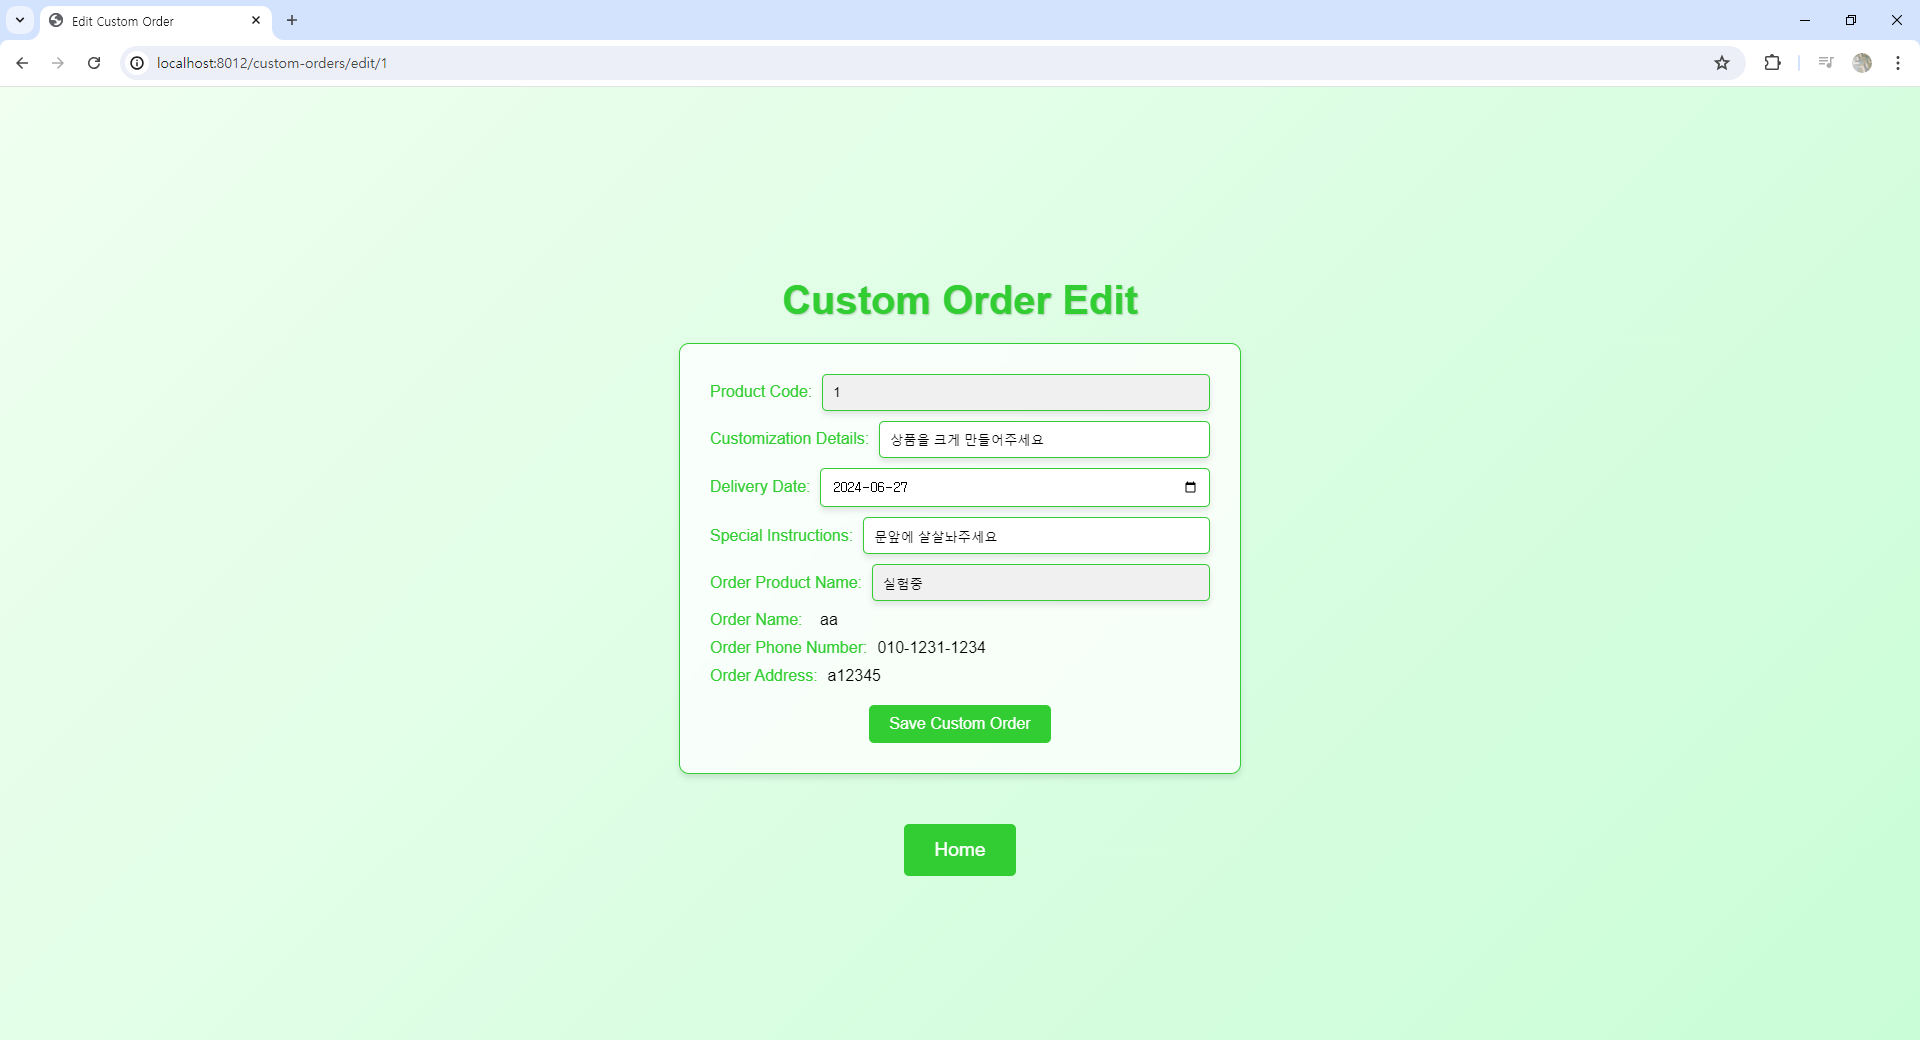 Edit Custom Order
localhost:8012/custom-orders/edit/1
Custom Order Edit
Product Code: 1
Customization Details: 상품을 크게 만들어주세요
Delivery Date: 2024-06-27
Special Instructions: 문앞에 살살놔주세요
Order Product Name: 실험중
Order Name: aa
Order Phone Number: 010-1231-1234
Order Address: a12345
Save Custom Order
Home